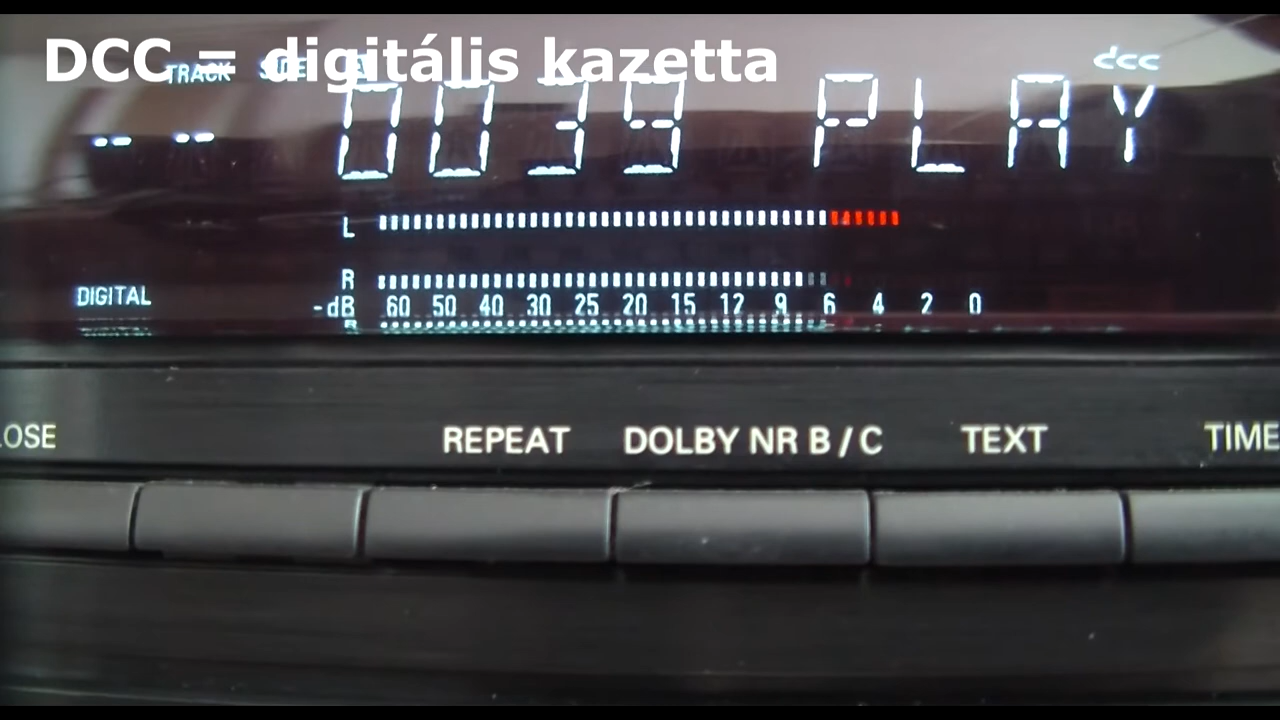 DCC = digitális kazetta
TRACK SIDE dcc
-- -- 0039 PLAY
L
R
DIGITAL -dB 60 50 40 30 25 20 15 12 9 6 4 2 0
REPEAT DOLBY NR B / C TEXT TIME